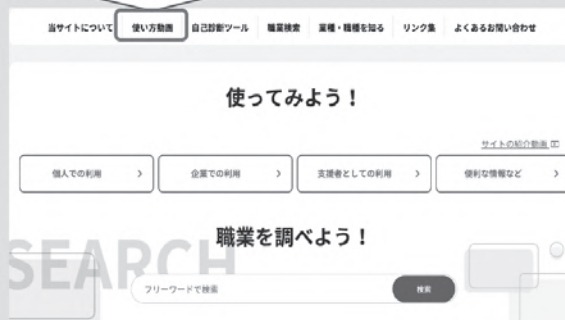 当サイトについて 使い方動画 自己診断ツール 職業検索 業種・職種を知る リンク集 よくあるお問い合わせ
使ってみよう！
サイトの紹介動画
個人での利用 企業での利用 支援者としての利用 便利な情報など
職業を調べよう！
SEARCH
フリーワードで検索 検索